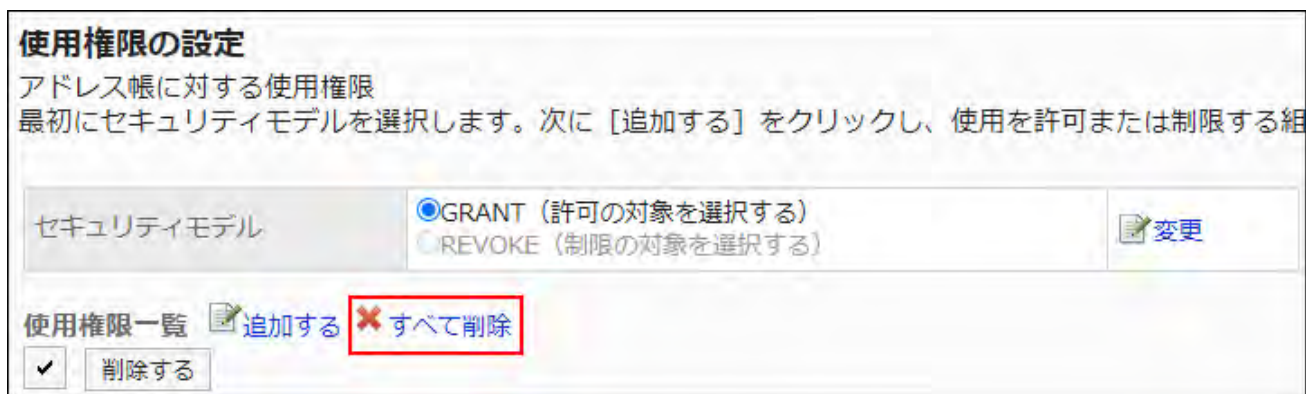 使用権限の設定
アドレス帳に対する使用権限
最初にセキュリティモデルを選択します。次に［追加する］をクリックし、使用を許可または制限する組
セキュリティモデル
GRANT（許可の対象を選択する）
REVOKE（制限の対象を選択する）
変更
使用権限一覧 追加する すべて削除
削除する